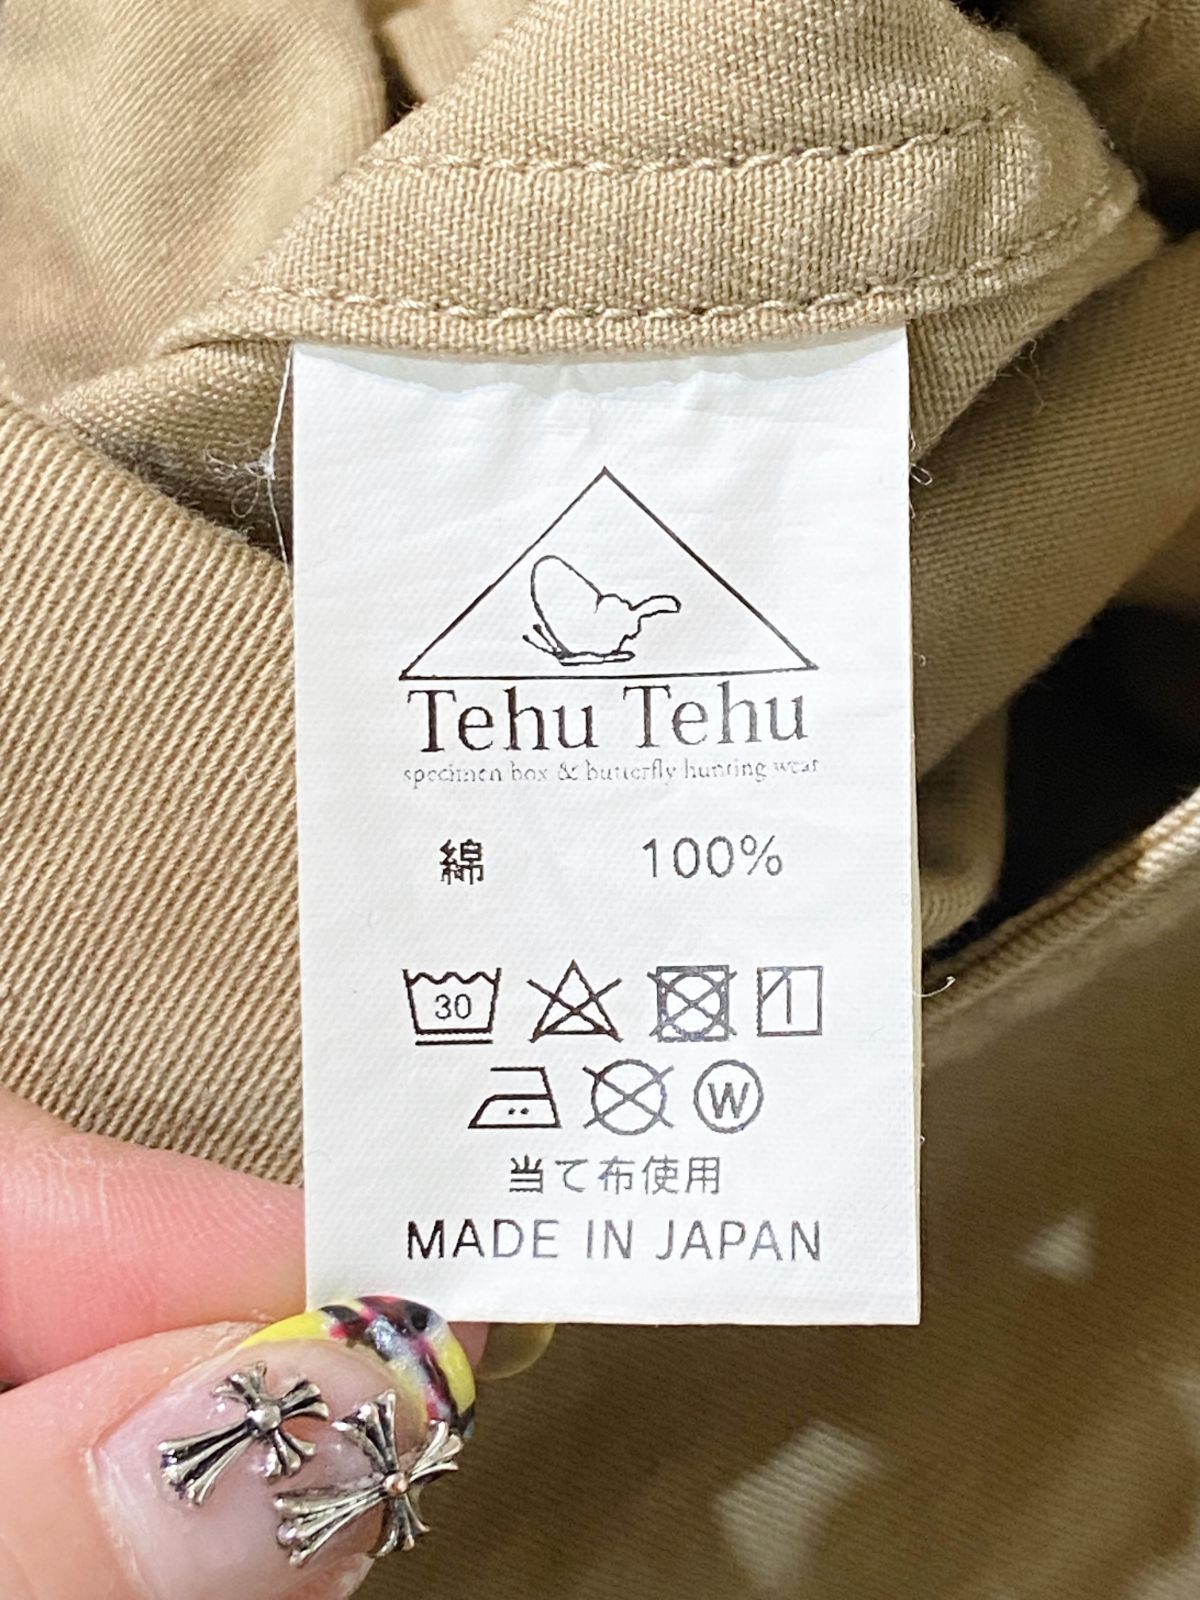 Tehu Tehu
specimen box & butterfly hunting wear
綿 100%
30
W
当て布使用
MADE IN JAPAN